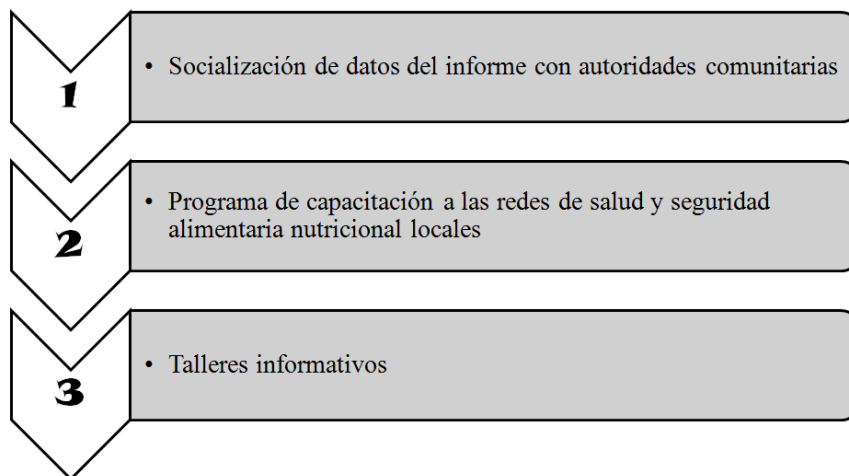 1
• Socialización de datos del informe con autoridades comunitarias
2
• Programa de capacitación a las redes de salud y seguridad
alimentaria nutricional locales
3
• Talleres informativos